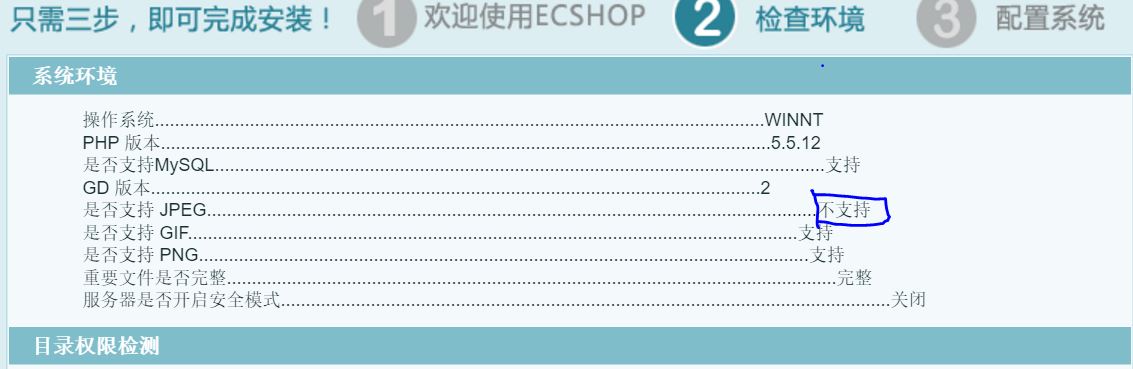 只需三步，即可完成安装！ 1 欢迎使用ECSHOP 2 检查环境 3 配置系统
系统环境
操作系统........................................................................................................................WINNT
PHP 版本........................................................................................................................5.5.12
是否支持MySQL........................................................................................................................支持
GD 版本........................................................................................................................2
是否支持 JPEG........................................................................................................................不支持
是否支持 GIF........................................................................................................................支持
是否支持 PNG........................................................................................................................支持
重要文件是否完整........................................................................................................................完整
服务器是否开启安全模式........................................................................................................................关闭
目录权限检测